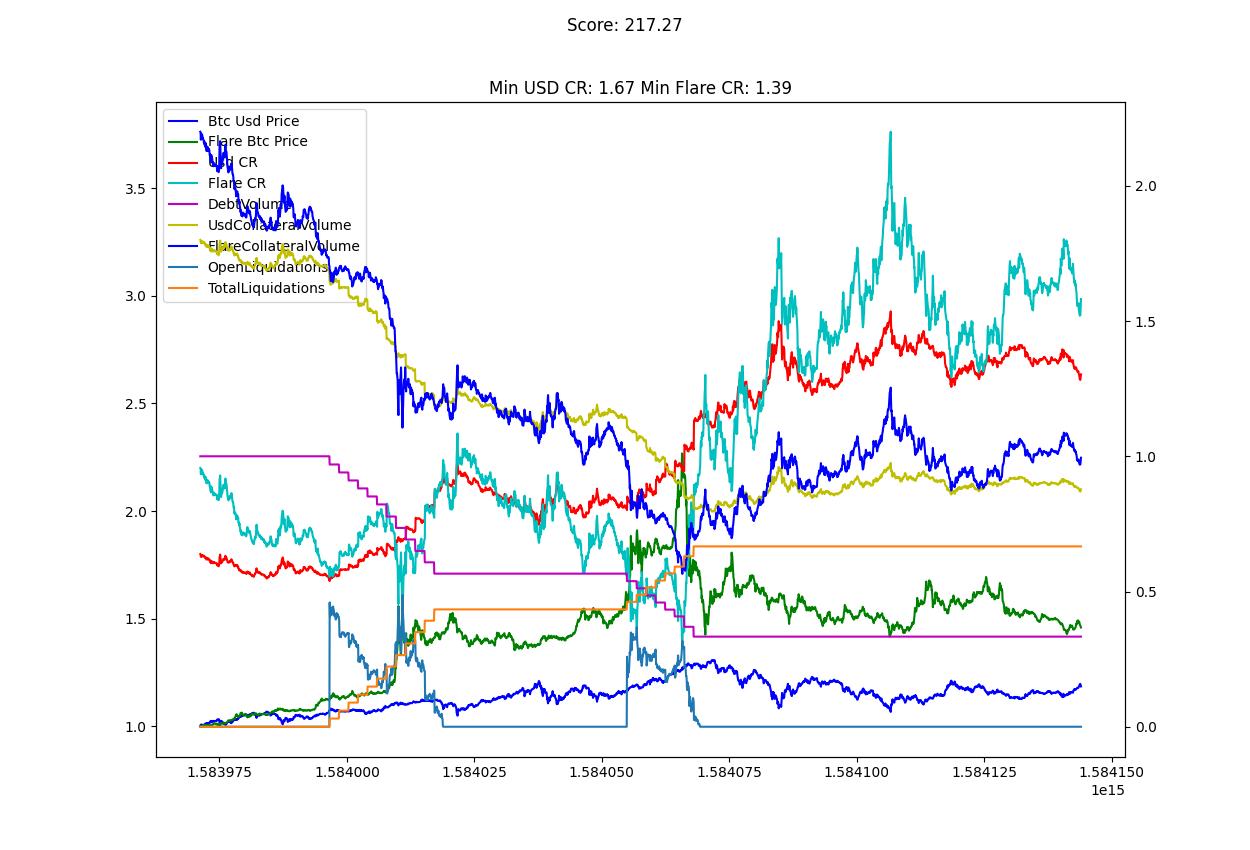 Score: 217.27
Min USD CR: 1.67 Min Flare CR: 1.39
Btc Usd Price
Flare Btc Price
Usd CR
Flare CR
DebtVolume
UsdCollateralVolume
FlareCollateralVolume
OpenLiquidations
TotalLiquidations
3.5
3.0
2.5
2.0
1.5
1.0
2.0
1.5
1.0
0.5
0.0
1.583975
1.584000
1.584025
1.584050
1.584075
1.584100
1.584125
1.584150
1e15